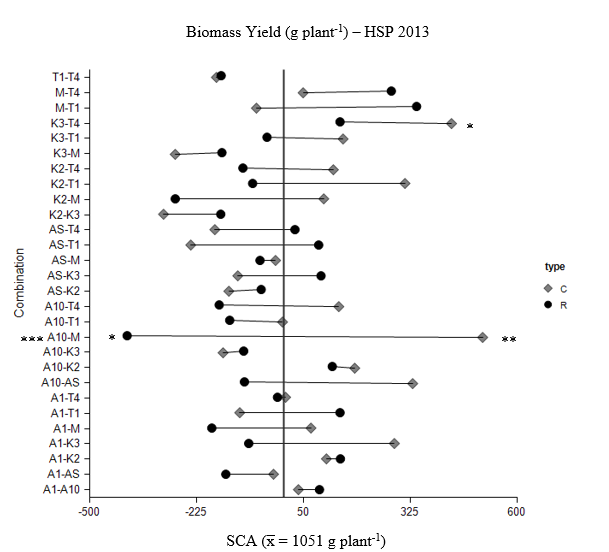 Biomass Yield (g plant⁻¹) – HSP 2013
Combination
T1-T4
M-T4
M-T1
K3-T4 *
K3-T1
K3-M
K2-T4
K2-T1
K2-M
K2-K3
AS-T4
AS-T1
AS-M
AS-K3
AS-K2
A10-T4
A10-T1
*** A10-M * **
A10-K3
A10-K2
A10-AS
A1-T4
A1-T1
A1-M
A1-K3
A1-K2
A1-AS
A1-A10
type
C
R
-500 -225 50 325 600
SCA (x̅ = 1051 g plant⁻¹)